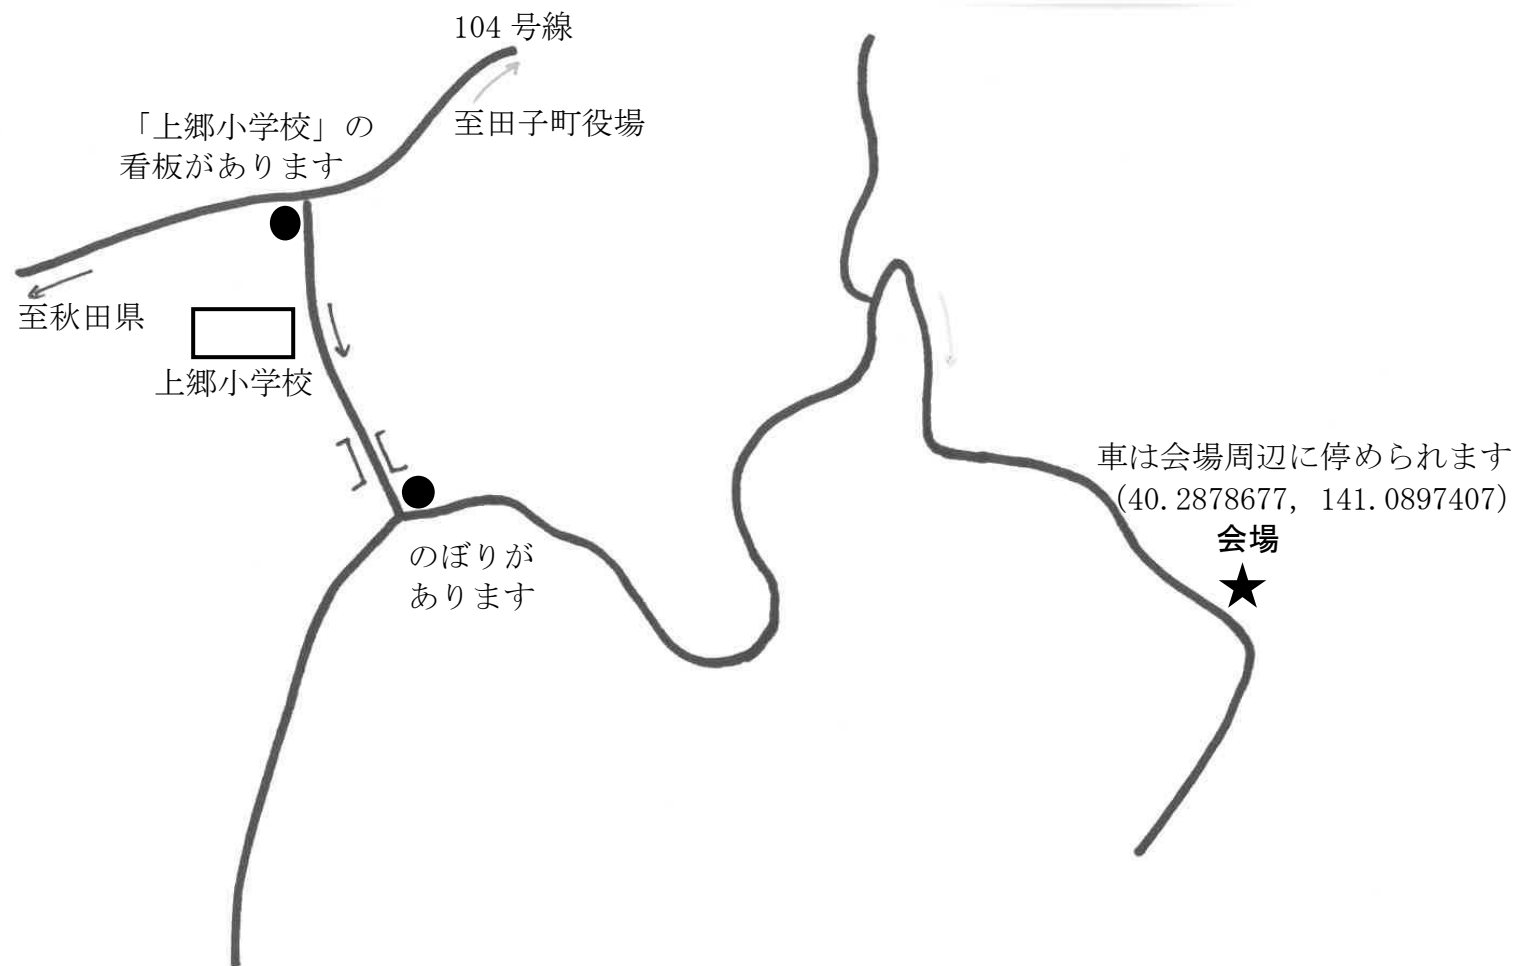 104 号線
至田子町役場
「上郷小学校」の
看板があります
至秋田県
上郷小学校
のぼりが
あります
車は会場周辺に停められます
(40.2878677, 141.0897407)
会場